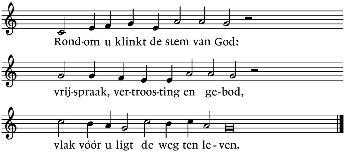 Rond-om u klinkt de stem van God:
vrij-spraak, ver-troos-ting en ge-bod,
vlak vóór u ligt de weg ten le-ven.